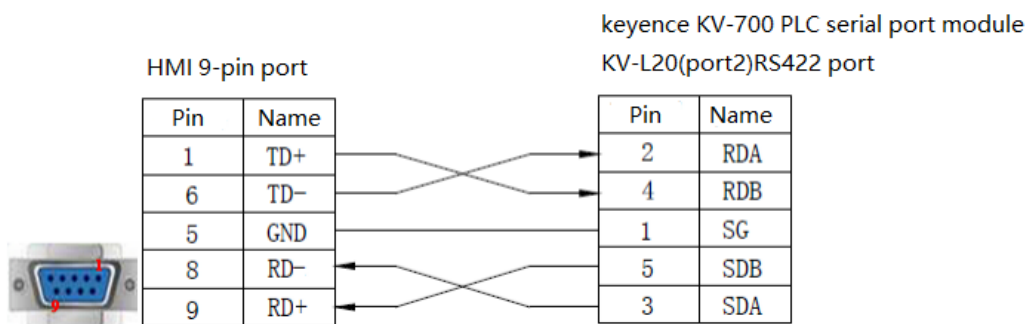 keyence KV-700 PLC serial port module
HMI 9-pin port KV-L20(port2)RS422 port
Pin Name Pin Name
1 TD+ 2 RDA
6 TD- 4 RDB
5 GND 1 SG
8 RD- 5 SDB
9 RD+ 3 SDA
1
9